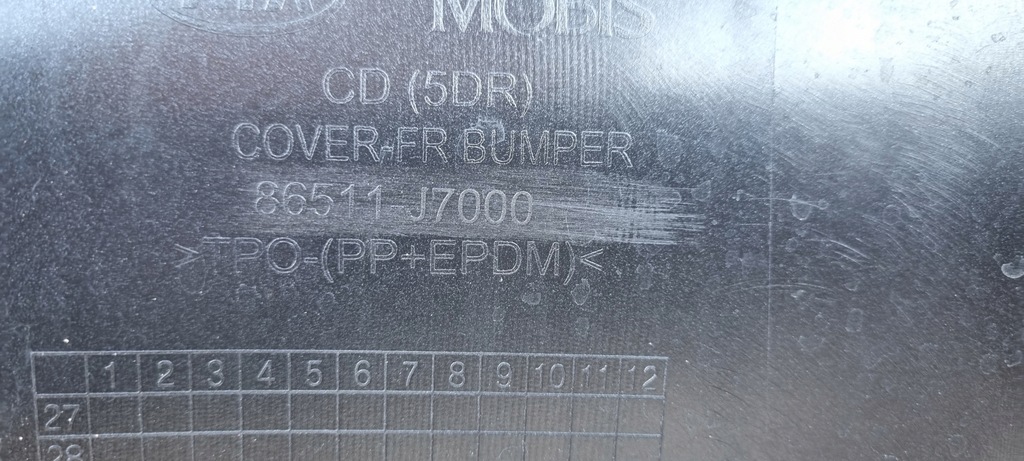 MOBIS
CD (5DR)
COVER-FR BUMPER
86511-J7000
>TPO-(PP+EPDM)<
1 2 3 4 5 6 7 8 9 10 11 12
27
28